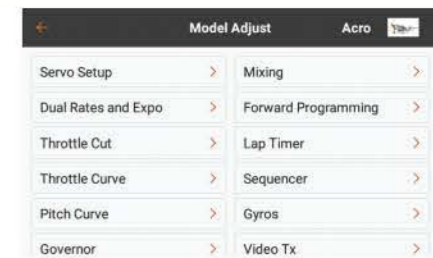 Model Adjust Acro
Servo Setup
Mixing
Dual Rates and Expo
Forward Programming
Throttle Cut
Lap Timer
Throttle Curve
Sequencer
Pitch Curve
Gyros
Governor
Video Tx